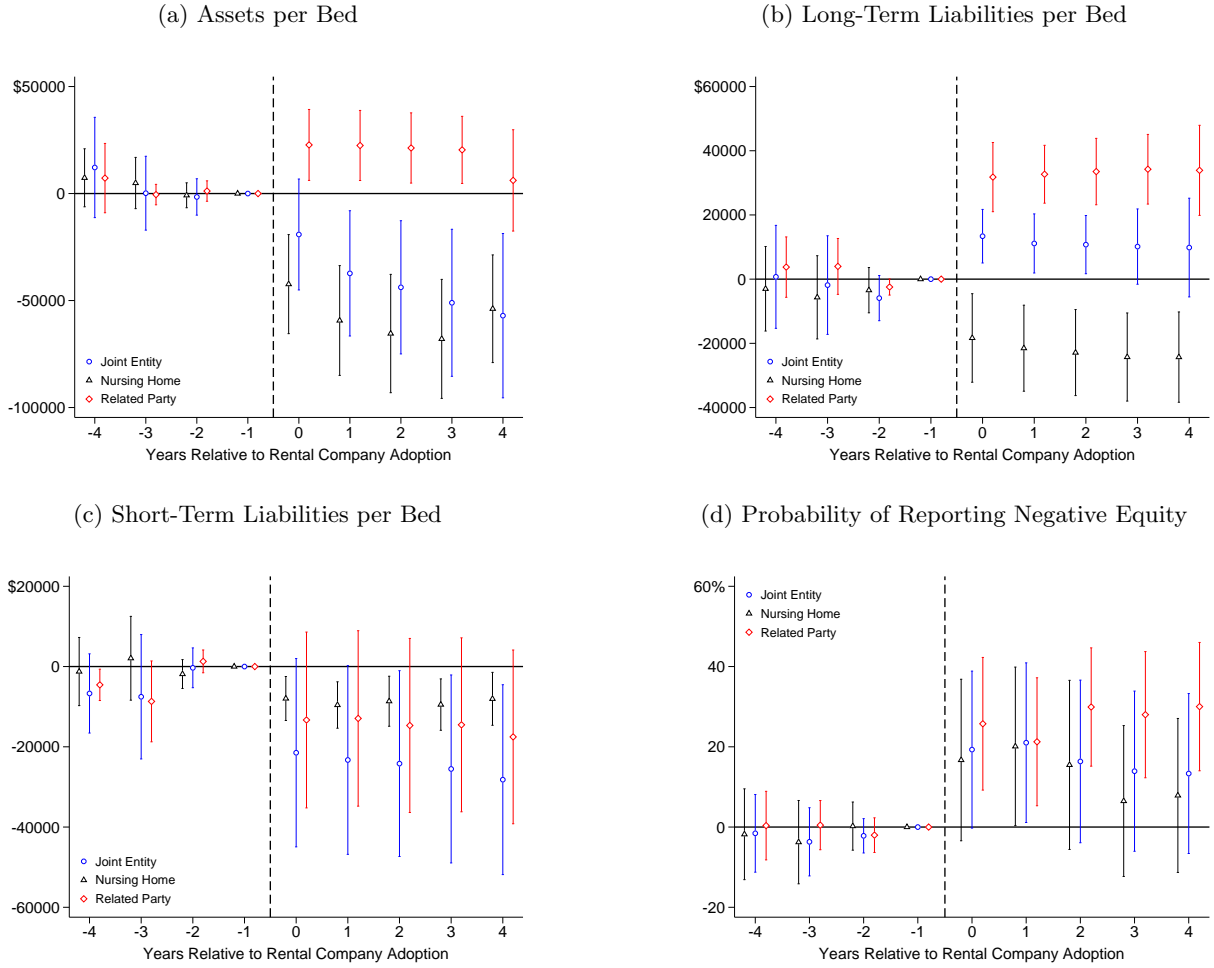 (a) Assets per Bed
$50000
0
-50000
-100000
Joint Entity
Nursing Home
Related Party
-4 -3 -2 -1 0 1 2 3 4
Years Relative to Rental Company Adoption
(b) Long-Term Liabilities per Bed
$60000
40000
20000
0
-20000
-40000
Joint Entity
Nursing Home
Related Party
-4 -3 -2 -1 0 1 2 3 4
Years Relative to Rental Company Adoption
(c) Short-Term Liabilities per Bed
$20000
0
-20000
-40000
-60000
Joint Entity
Nursing Home
Related Party
-4 -3 -2 -1 0 1 2 3 4
Years Relative to Rental Company Adoption
(d) Probability of Reporting Negative Equity
60%
40
20
0
-20
Joint Entity
Nursing Home
Related Party
-4 -3 -2 -1 0 1 2 3 4
Years Relative to Rental Company Adoption